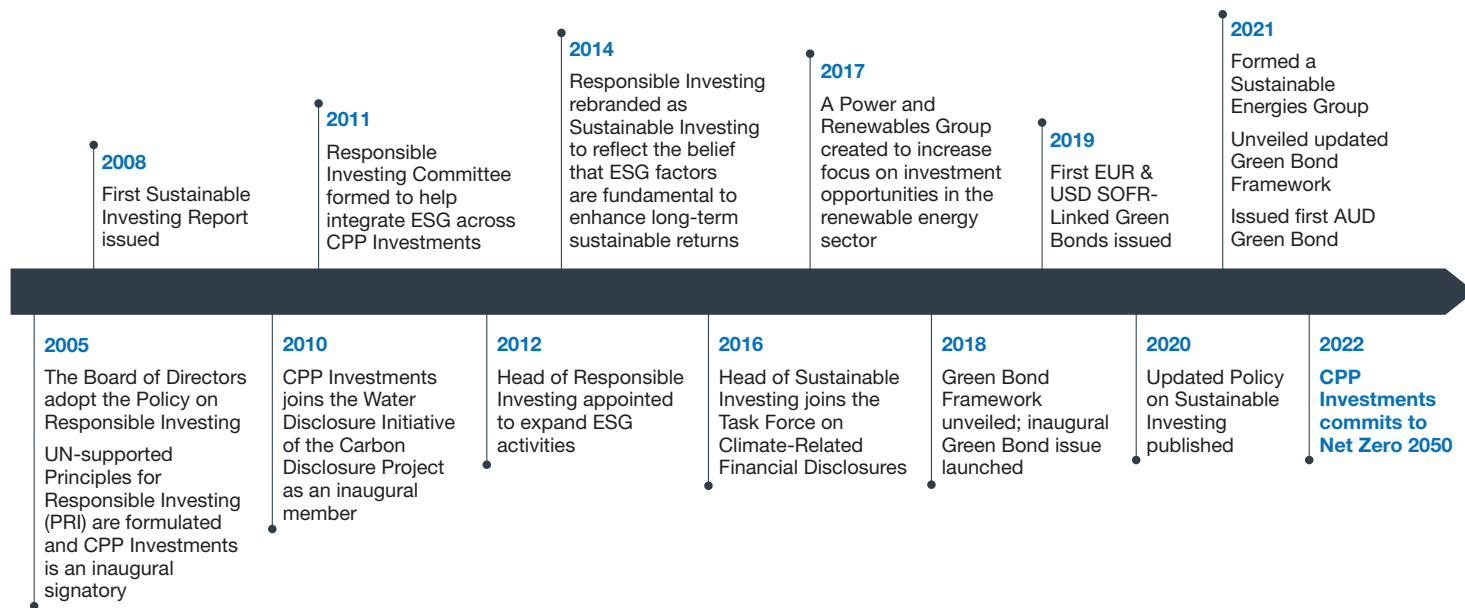 2008
First Sustainable
Investing Report
issued
2011
Responsible
Investing Committee
formed to help
integrate ESG across
CPP Investments
2014
Responsible Investing
rebranded as
Sustainable Investing
to reflect the belief
that ESG factors
are fundamental to
enhance long-term
sustainable returns
2017
A Power and
Renewables Group
created to increase
focus on investment
opportunities in the
renewable energy
sector
2019
First EUR &
USD SOFR-
Linked Green
Bonds issued
2021
Formed a
Sustainable
Energies Group
Unveiled updated
Green Bond
Framework
Issued first AUD
Green Bond
2005
The Board of Directors
adopt the Policy on
Responsible Investing
UN-supported
Principles for
Responsible Investing
(PRI) are formulated
and CPP Investments
is an inaugural
signatory
2010
CPP Investments
joins the Water
Disclosure Initiative
of the Carbon
Disclosure Project
as an inaugural
member
2012
Head of Responsible
Investing appointed
to expand ESG
activities
2016
Head of Sustainable
Investing joins the
Task Force on
Climate-Related
Financial Disclosures
2018
Green Bond
Framework
unveiled; inaugural
Green Bond issue
launched
2020
Updated Policy
on Sustainable
Investing
published
2022
CPP
Investments
commits to
Net Zero 2050